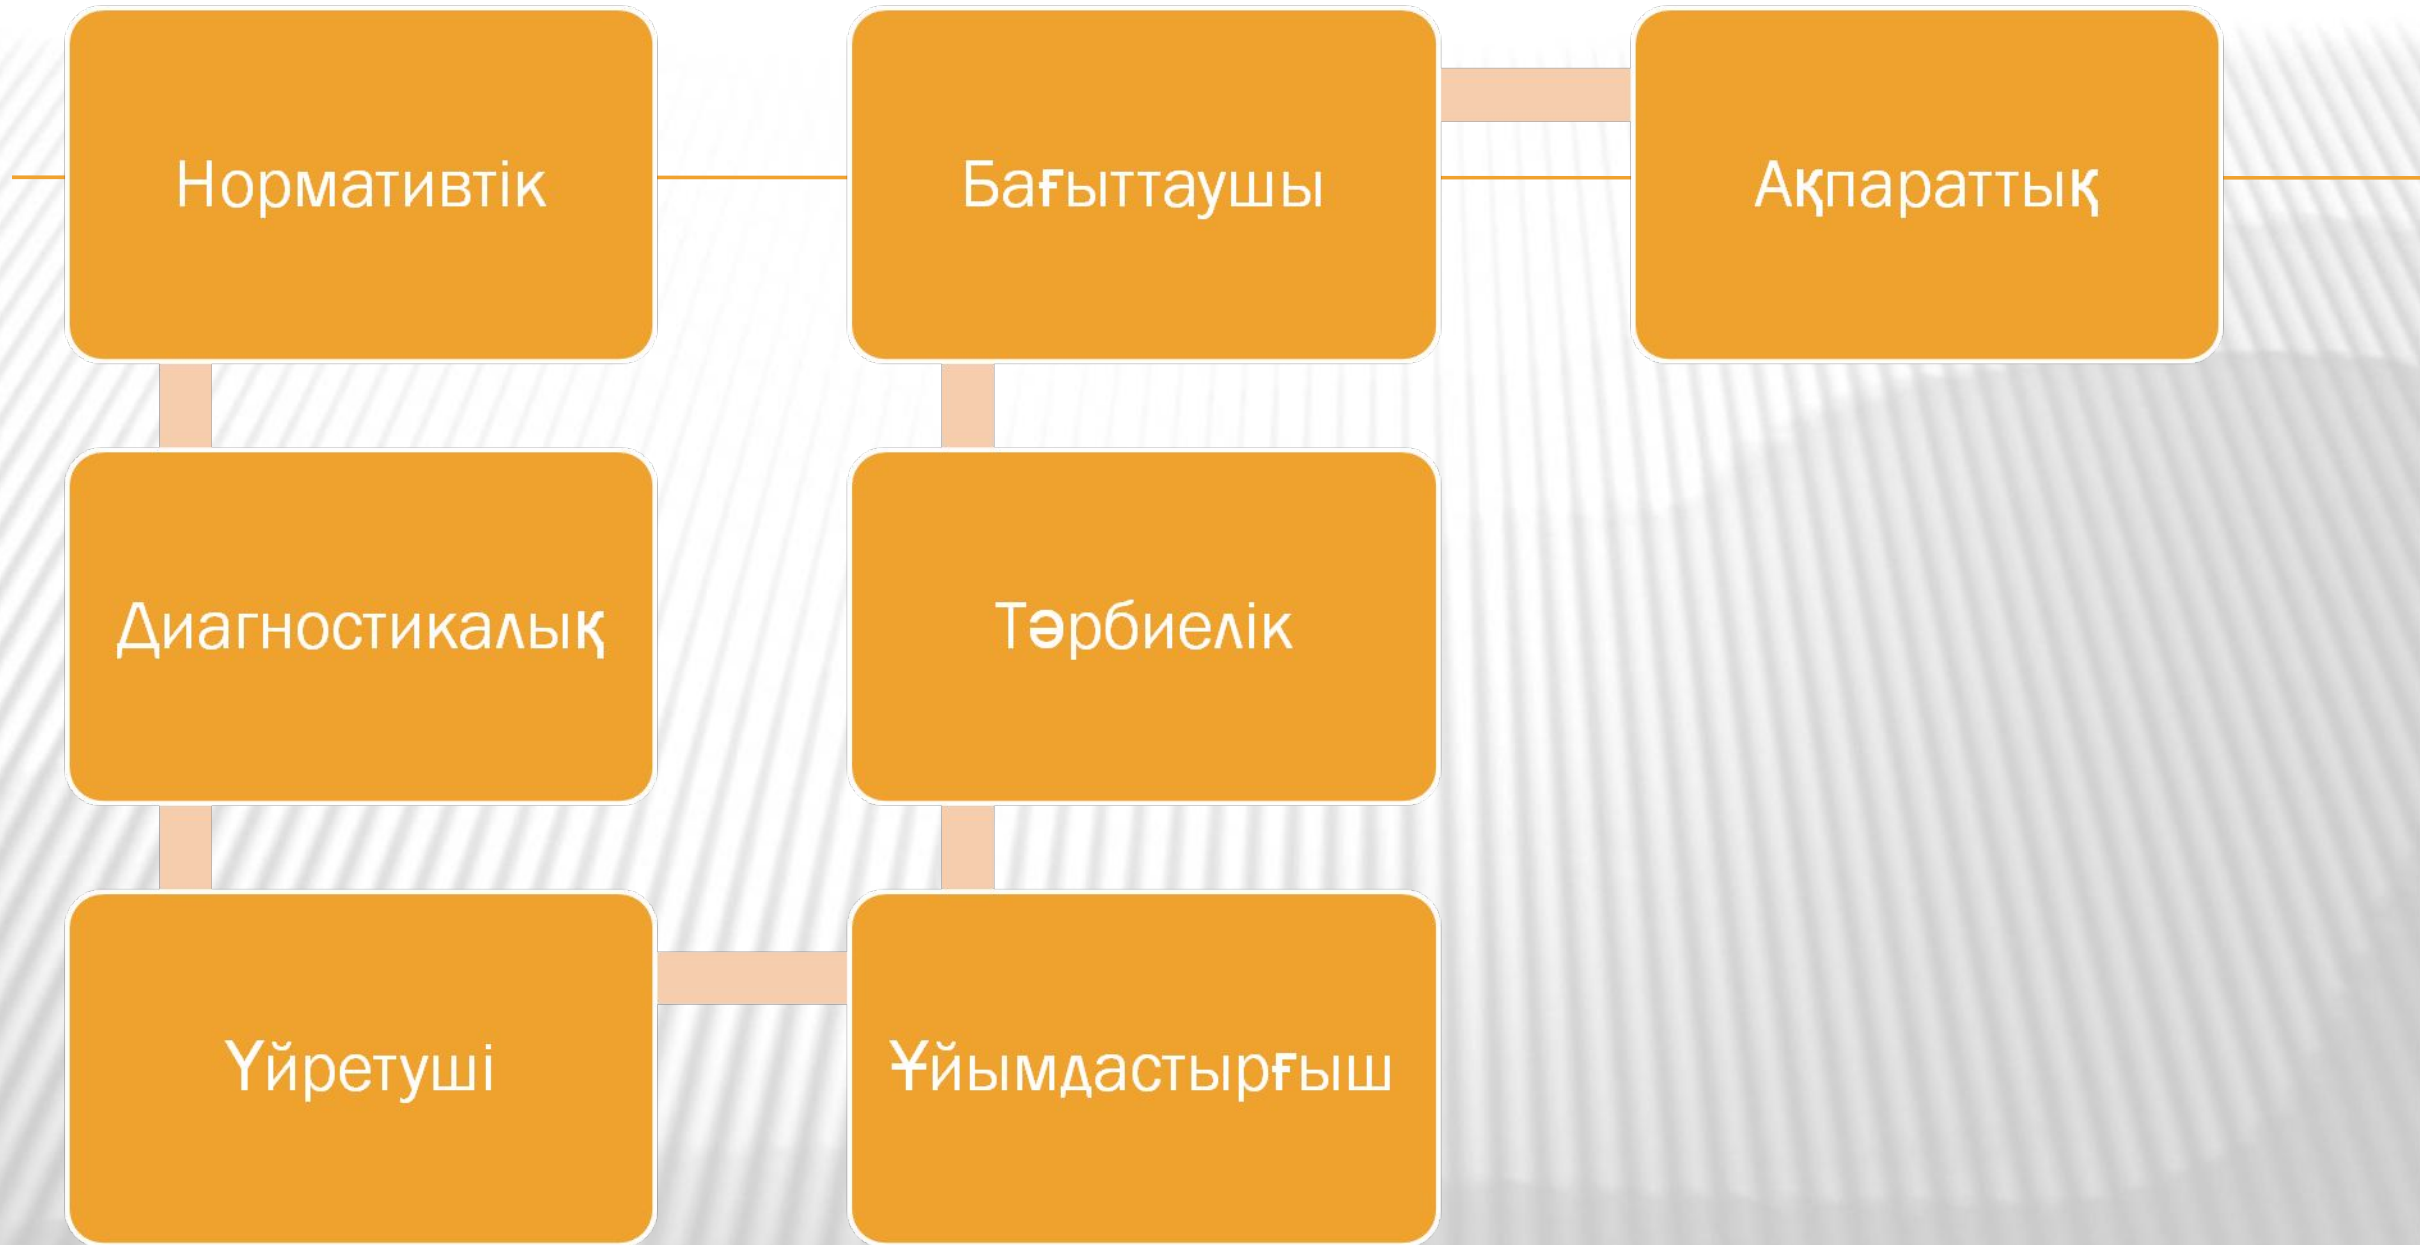 Нормативтік
Диагностикалық
Үйретуші
Ұйымдастырғыш
Тәрбиелік
Бағыттаушы
Ақпараттық